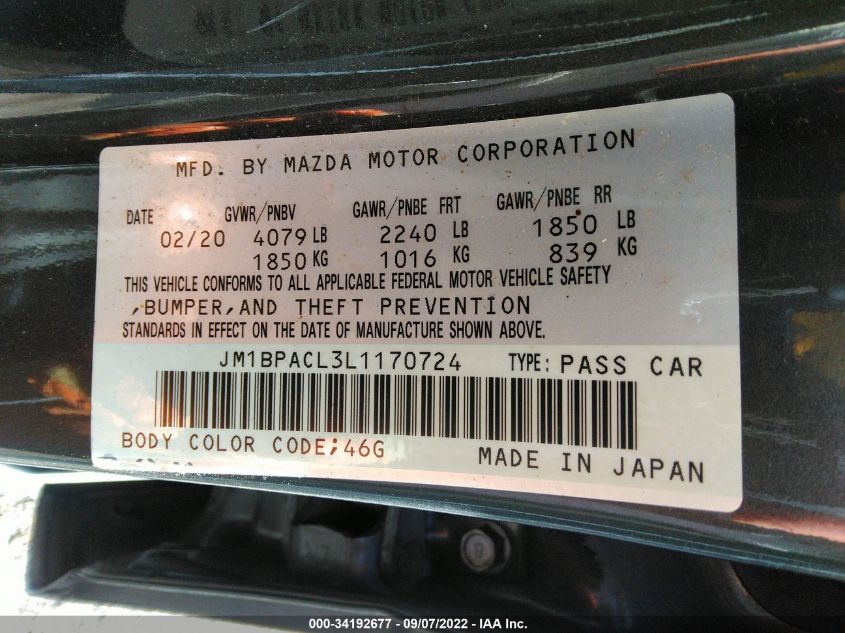 MFD. BY MAZDA MOTOR CORPORATION
DATE GVWR/PNBV GAWR/PNBE FRT GAWR/PNBE RR
02/20 4079 LB 2240 LB 1850 LB
1850 KG 1016 KG 839 KG
THIS VEHICLE CONFORMS TO ALL APPLICABLE FEDERAL MOTOR VEHICLE SAFETY
,BUMPER,AND THEFT PREVENTION
STANDARDS IN EFFECT ON THE DATE OF MANUFACTURE SHOWN ABOVE.
JM1BPACL3L1170724 TYPE: PASS CAR
BODY COLOR CODE;46G
MADE IN JAPAN
000-34192677 - 09/07/2022 - IAA Inc.